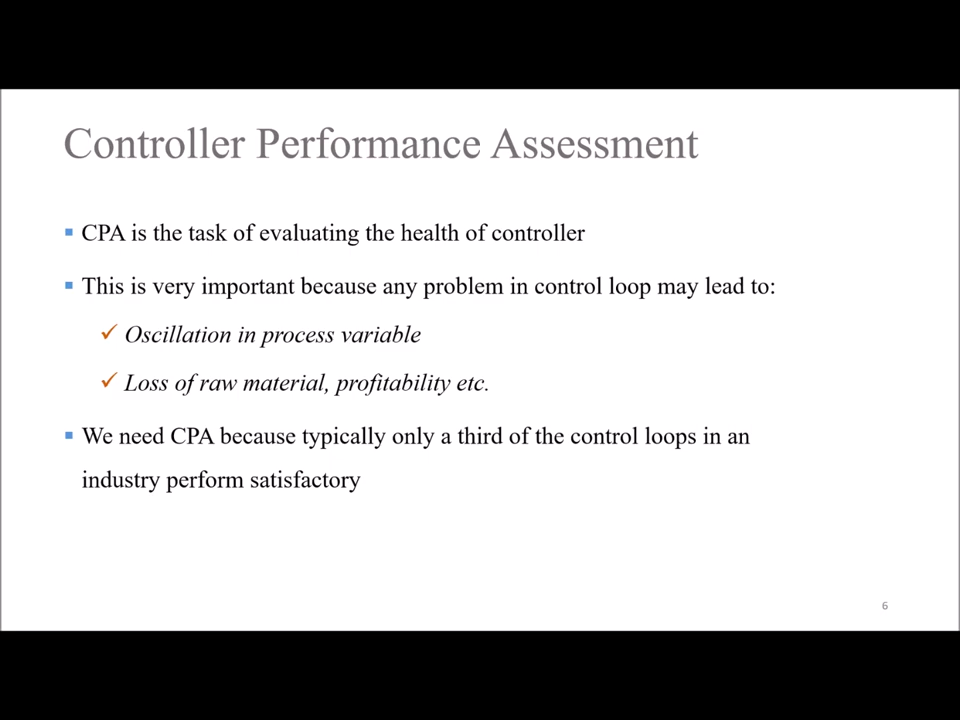 Controller Performance Assessment
CPA is the task of evaluating the health of controller
This is very important because any problem in control loop may lead to:
Oscillation in process variable
Loss of raw material, profitability etc.
We need CPA because typically only a third of the control loops in an
industry perform satisfactory
6